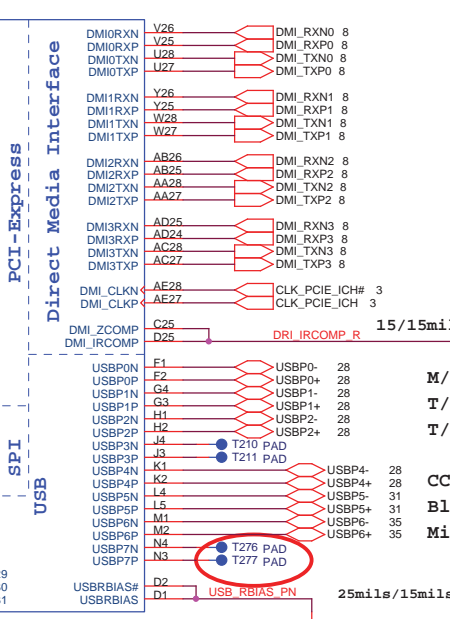 DMI0RXN V26 DMI_RXN0 8
DMI0RXP V25 DMI_RXP0 8
DMI0TXN U28 DMI_TXN0 8
DMI0TXP U27 DMI_TXP0 8
DMI1RXN Y26 DMI_RXN1 8
DMI1RXP Y25 DMI_RXP1 8
DMI1TXN W28 DMI_TXN1 8
DMI1TXP W27 DMI_TXP1 8
DMI2RXN AB26 DMI_RXN2 8
DMI2RXP AB25 DMI_RXP2 8
DMI2TXN AA28 DMI_TXN2 8
DMI2TXP AA27 DMI_TXP2 8
DMI3RXN AD25 DMI_RXN3 8
DMI3RXP AD24 DMI_RXP3 8
DMI3TXN AC28 DMI_TXN3 8
DMI3TXP AC27 DMI_TXP3 8
DMI_CLKN AE28 CLK_PCIE_ICH# 3
DMI_CLKP AE27 CLK_PCIE_ICH 3
DMI_ZCOMP C25 15/15mil
DMI_IRCOMP D25 DRI_IRCOMP_R
PCI-Express
Direct Media Interface
USBP0N F1 USBP0- 28
USBP0P F2 USBP0+ 28 M/
USBP1N G4 USBP1- 28
USBP1P G3 USBP1+ 28 T/
USBP2N H1 USBP2- 28
USBP2P H2 USBP2+ 28 T/
USBP3N J4 T210 PAD
USBP3P J3 T211 PAD
USBP4N K1 USBP4- 28
USBP4P K2 USBP4+ 28 CC
USBP5N L4 USBP5- 31
USBP5P L5 USBP5+ 31 Bl
USBP6N M1 USBP6- 35
USBP6P M2 USBP6+ 35 Mi
USBP7N N4 T276 PAD
USBP7P N3 T277 PAD
USBRBIAS# D2
USBRBIAS D1 USB_RBIAS_PN 25mils/15mils
SPI
USB
29
30
31